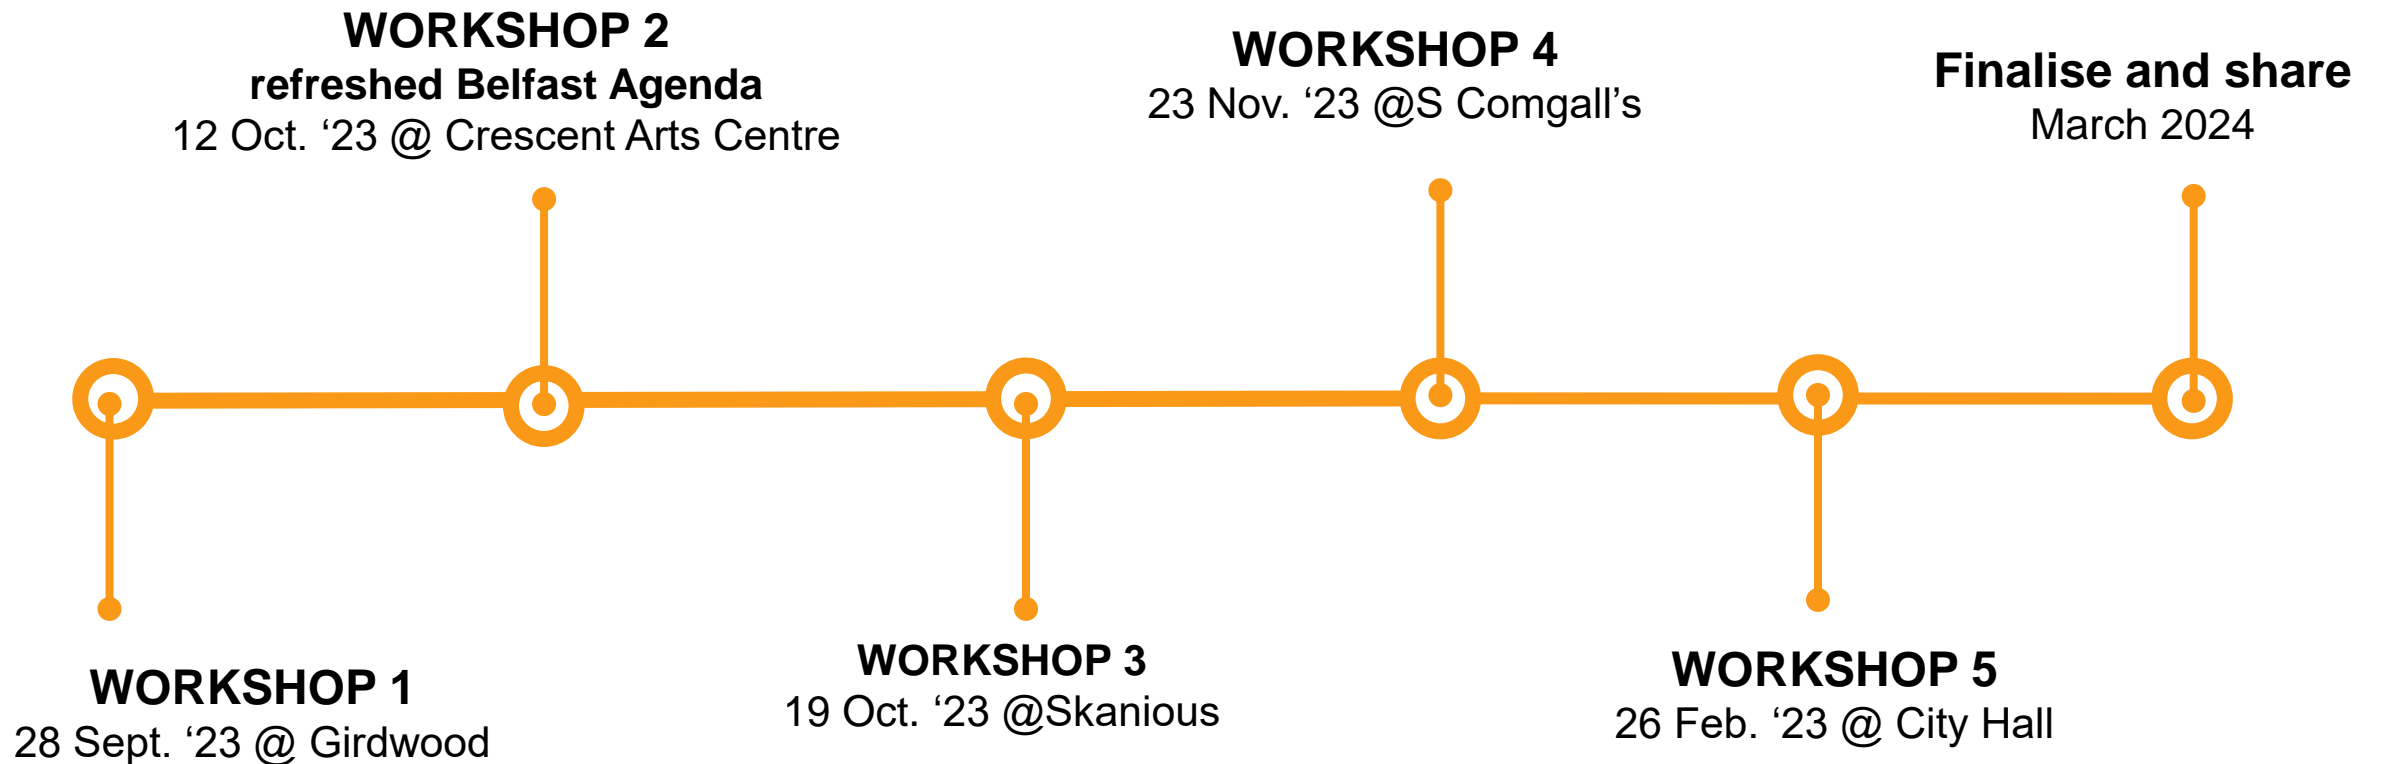 WORKSHOP 2
refreshed Belfast Agenda
12 Oct. ‘23 @ Crescent Arts Centre
WORKSHOP 4
23 Nov. ‘23 @S Comgall’s
Finalise and share
March 2024
WORKSHOP 1
28 Sept. ‘23 @ Girdwood
WORKSHOP 3
19 Oct. ‘23 @Skanious
WORKSHOP 5
26 Feb. ‘23 @ City Hall